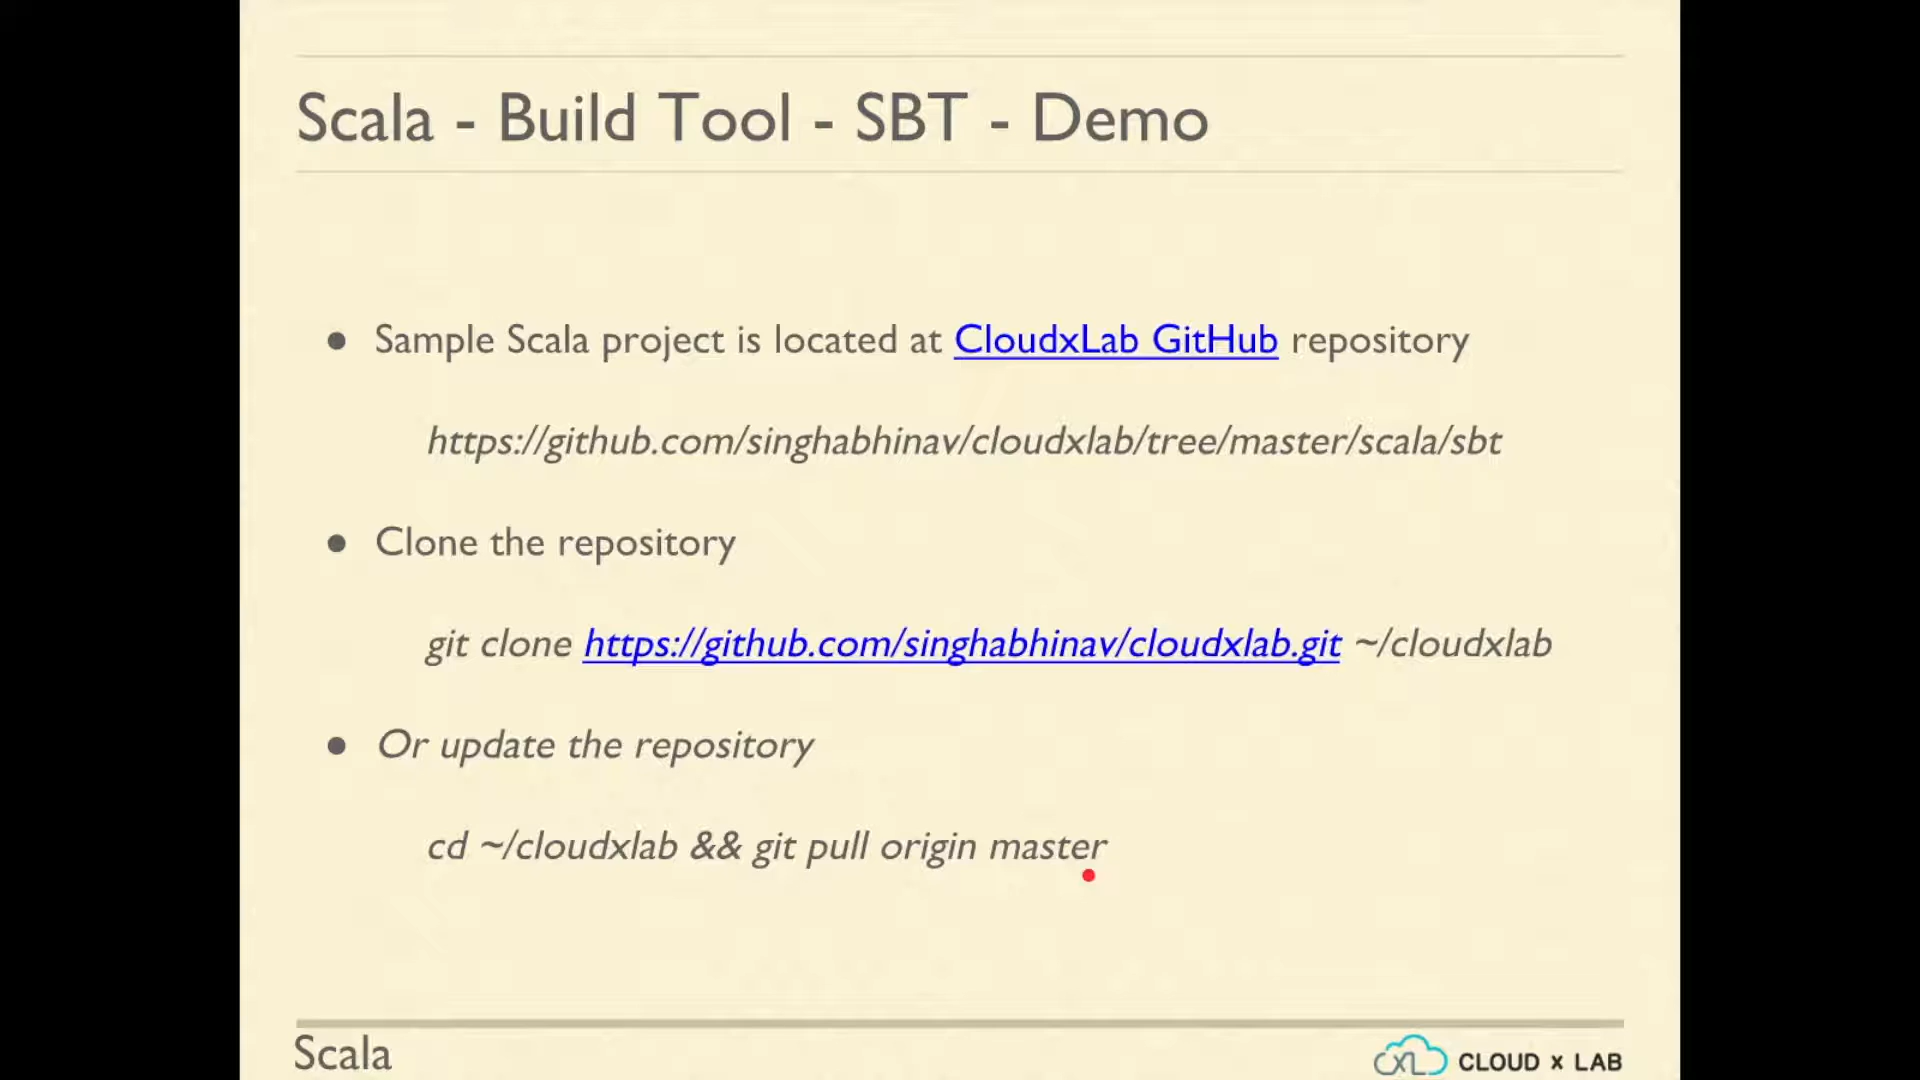 Scala - Build Tool - SBT - Demo
● Sample Scala project is located at CloudxLab GitHub repository
https://github.com/singhabhinav/cloudxlab/tree/master/scala/sbt
● Clone the repository
git clone https://github.com/singhabhinav/cloudxlab.git ~/cloudxlab
● Or update the repository
cd ~/cloudxlab && git pull origin master
Scala
CXL CLOUD x LAB